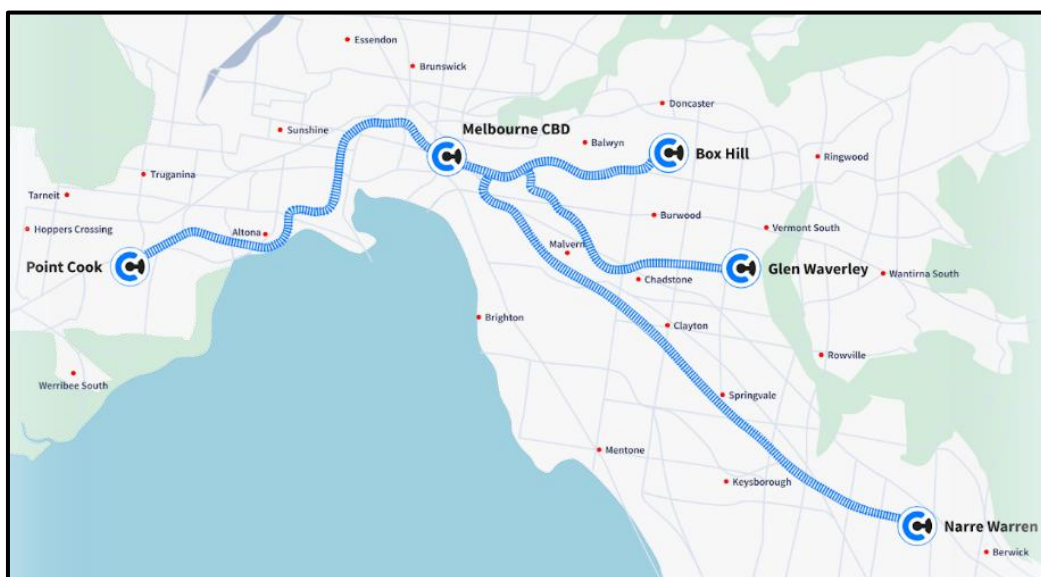 Essendon
Brunswick
Doncaster
Melbourne CBD
Sunshine
Balwyn
Box Hill
Ringwood
Truganina
Tarneit
Burwood
Hoppers Crossing
Altona
Vermont South
Malvern
Point Cook
Glen Waverley
Wantirna South
Chadstone
Brighton
Clayton
Rowville
Werribee South
Springvale
Mentone
Keysborough
Narre Warren
Berwick